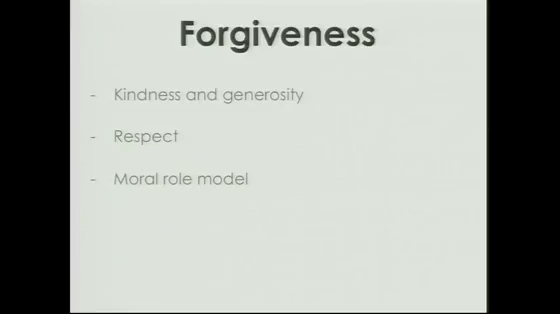 Forgiveness
- Kindness and generosity
- Respect
- Moral role model